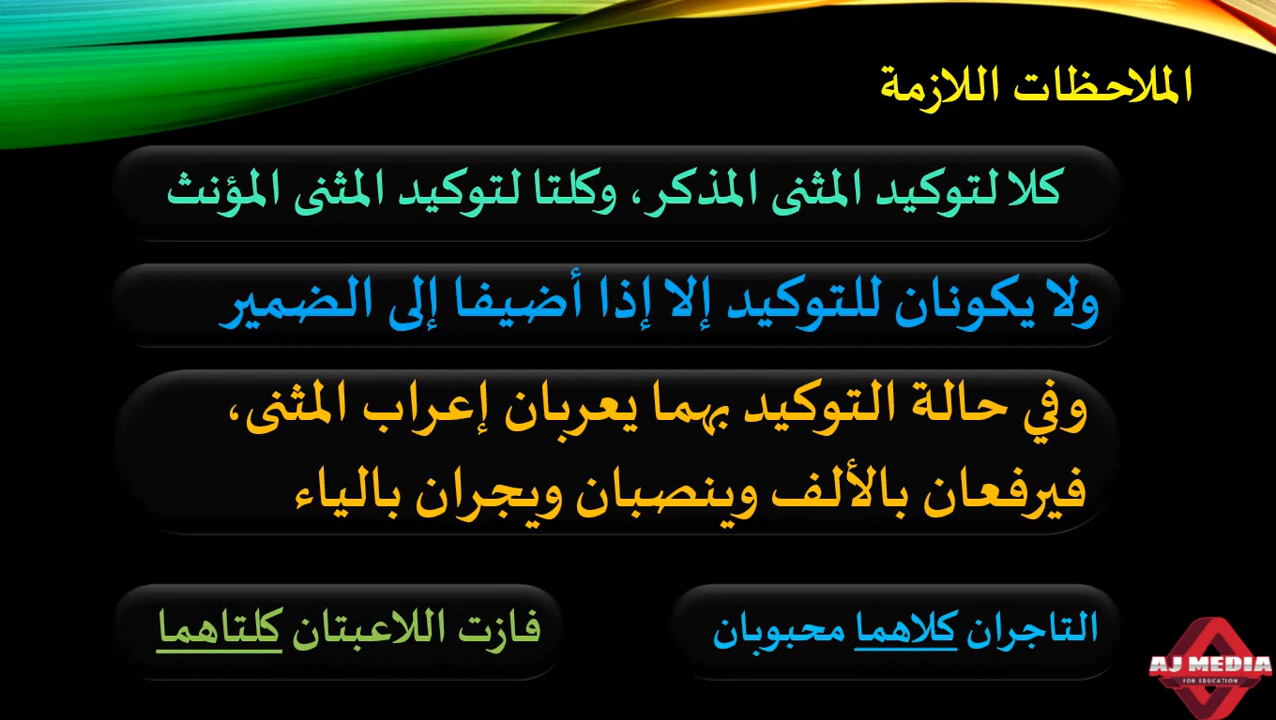 الملاحظات اللازمة
كلا لتوكيد المثنى المذكر، وكلتا لتوكيد المثنى المؤنث
ولا يكونان للتوكيد إلا إذا أضيفا إلى الضمير
وفي حالة التوكيد بهما يعربان إعراب المثنى،
فيرفعان بالألف وينصبان ويجران بالياء
التاجران كلاهما محبوبان
فازت اللاعبتان كلتاهما
AJ MEDIA
FOR EDUCATION